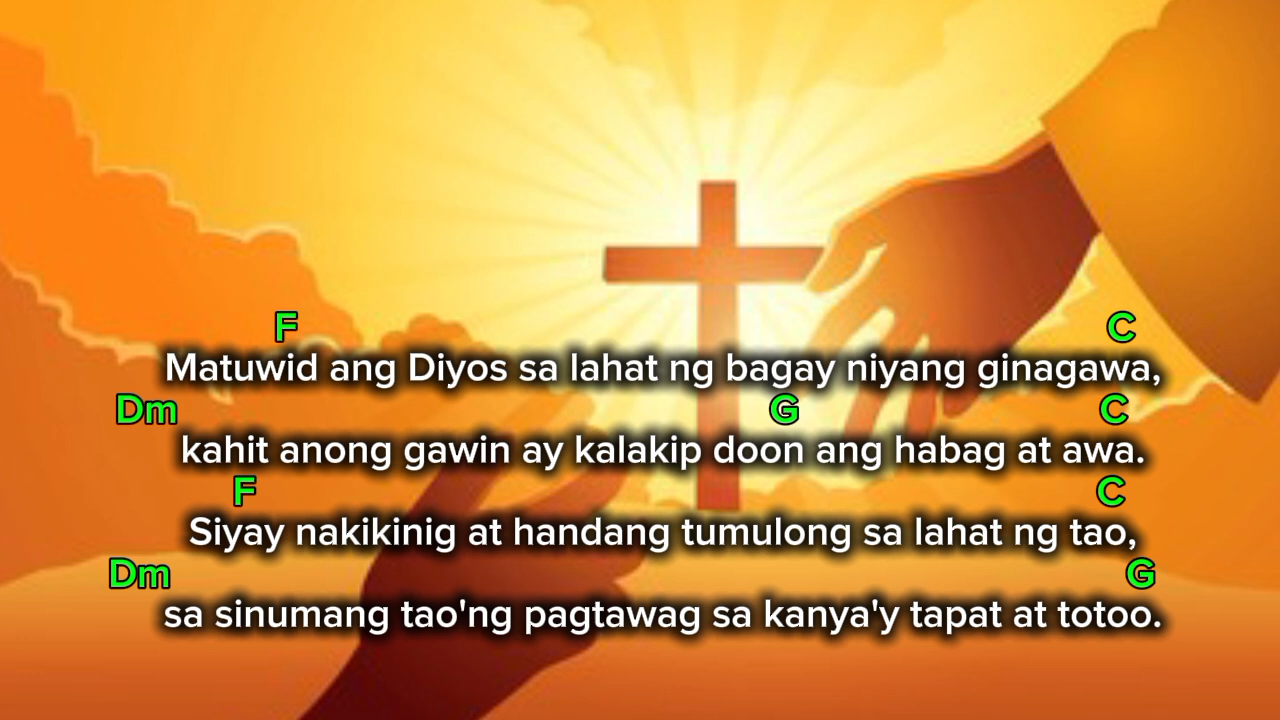 F C
Matuwid ang Diyos sa lahat ng bagay niyang ginagawa,
Dm G C
kahit anong gawin ay kalakip doon ang habag at awa.
F C
Siyay nakikinig at handang tumulong sa lahat ng tao,
Dm G
sa sinumang tao'ng pagtawag sa kanya'y tapat at totoo.